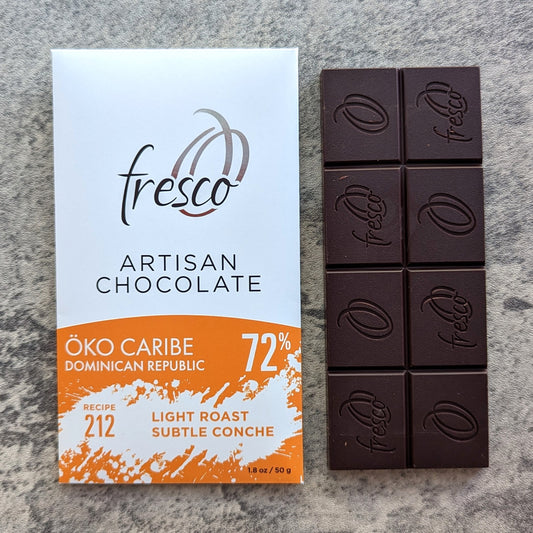 fresco
ARTISAN
CHOCOLATE
ÖKO CARIBE
DOMINICAN REPUBLIC
72%
RECIPE
212
LIGHT ROAST
SUBTLE CONCHE
1.8 oz / 50 g
fresco
fresco
fresco
fresco